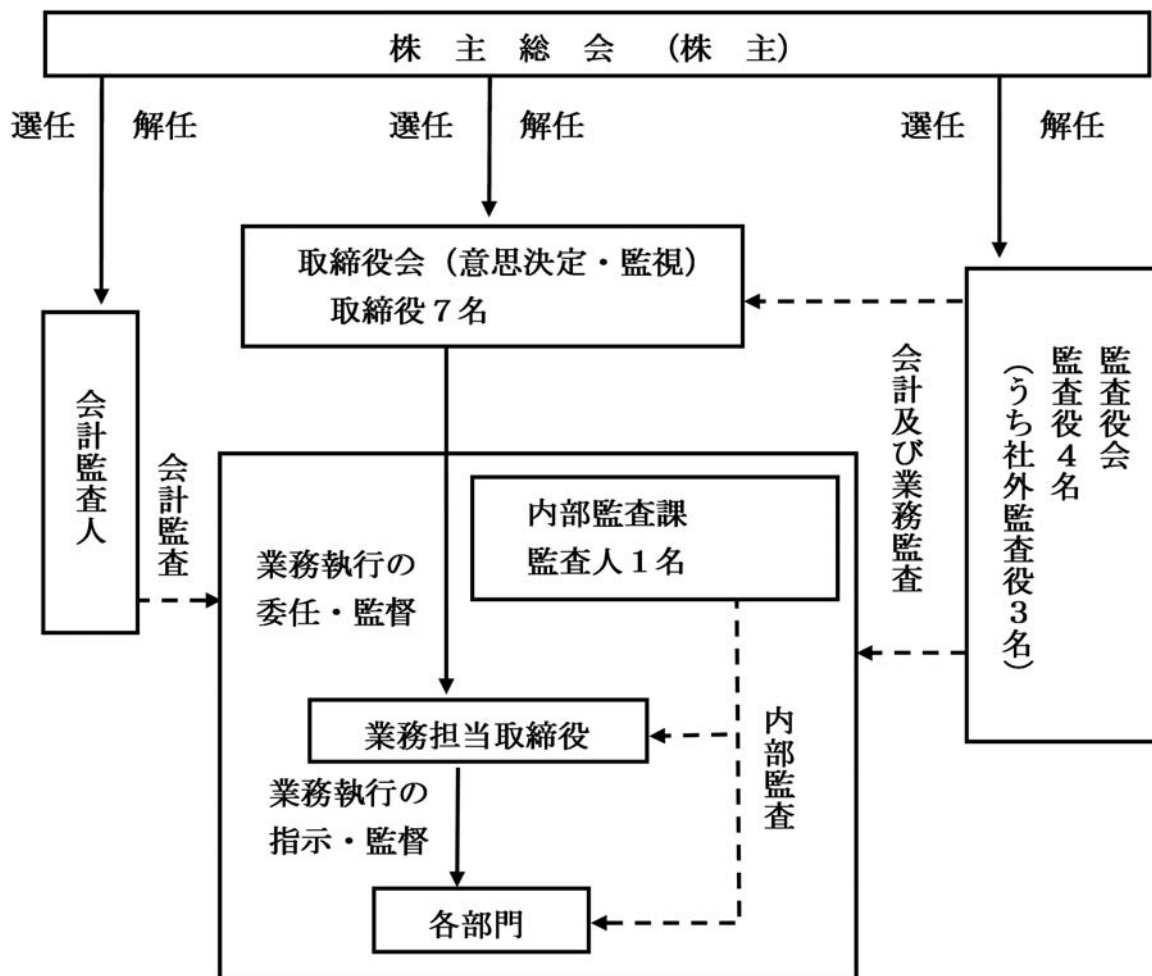 株 主 総 会 (株 主)
選任
解任
選任
解任
選任
解任
取締役会 (意思決定・監視)
取締役7名
会計監査人
会計監査
監査役会
監査役4名
(うち社外監査役3名)
会計及び業務監査
内部監査課
監査人1名
業務執行の
委任・監督
業務担当取締役
内部監査
業務執行の
指示・監督
各部門